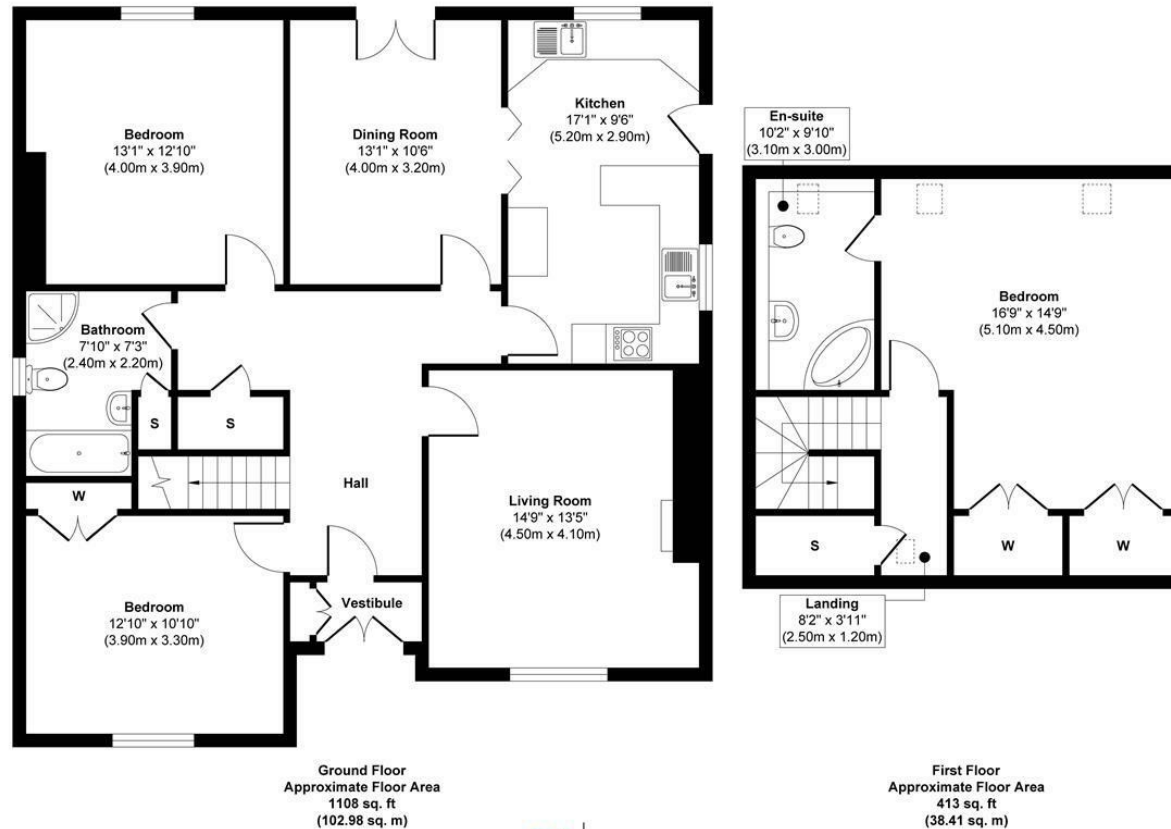 Bedroom
13'1" x 12'10"
(4.00m x 3.90m)
Dining Room
13'1" x 10'6"
(4.00m x 3.20m)
Kitchen
17'1" x 9'6"
(5.20m x 2.90m)
Bathroom
7'10" x 7'3"
(2.40m x 2.20m)
S
S
W
Hall
Living Room
14'9" x 13'5"
(4.50m x 4.10m)
Bedroom
12'10" x 10'10"
(3.90m x 3.30m)
Vestibule
Ground Floor
Approximate Floor Area
1108 sq. ft
(102.98 sq. m)
En-suite
10'2" x 9'10"
(3.10m x 3.00m)
Bedroom
16'9" x 14'9"
(5.10m x 4.50m)
S
W
W
Landing
8'2" x 3'11"
(2.50m x 1.20m)
First Floor
Approximate Floor Area
413 sq. ft
(38.41 sq. m)